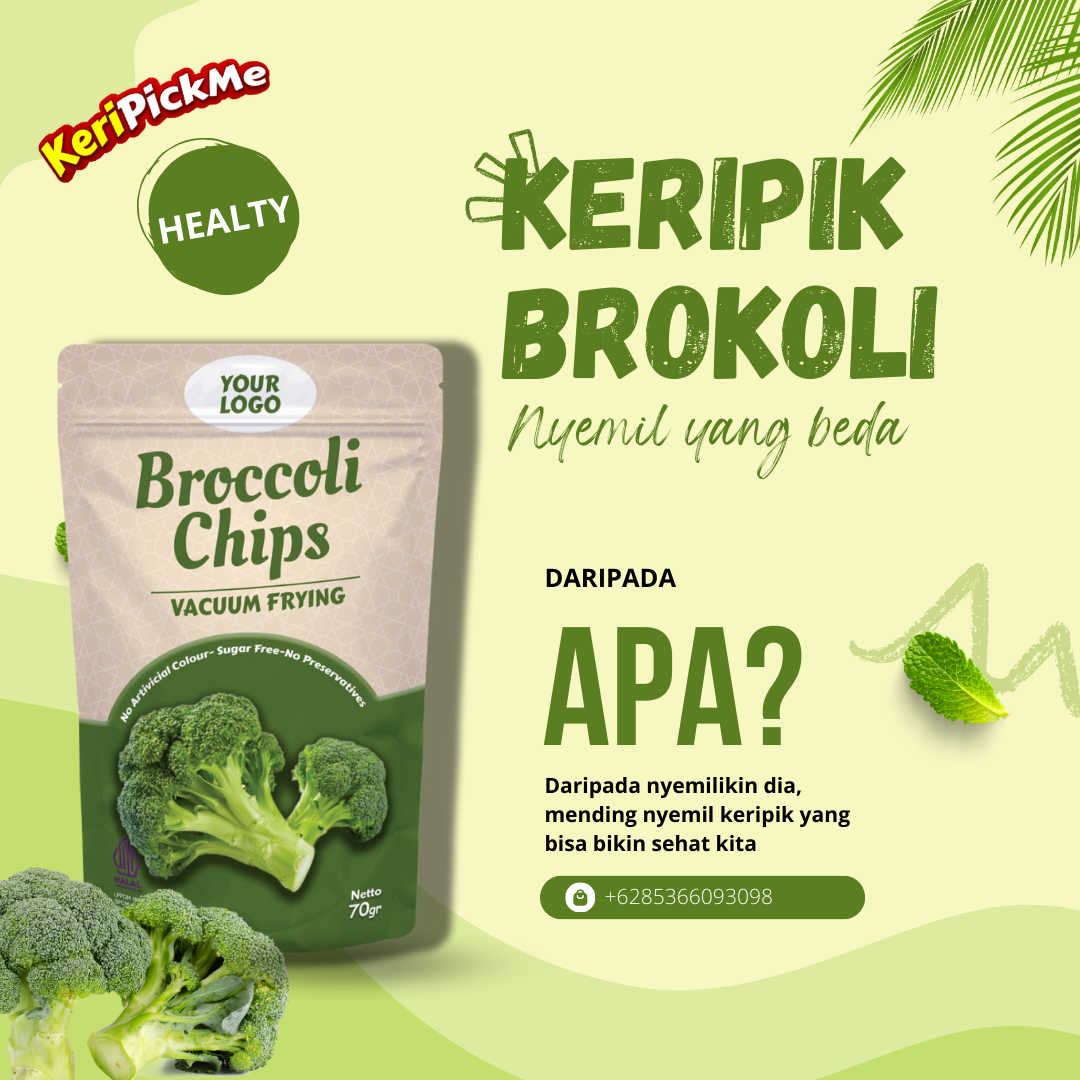 KeriPickMe
HEALTY
KERIPIK
BROKOLI
Nyemil yang beda
YOUR
LOGO
Broccoli
Chips
VACUUM FRYING
No Artivicial Colour- Sugar Free-No Preservatives
HALAL
Netto
70gr
DARIPADA
APA?
Daripada nyemilikin dia,
mending nyemil keripik yang
bisa bikin sehat kita
+6285366093098